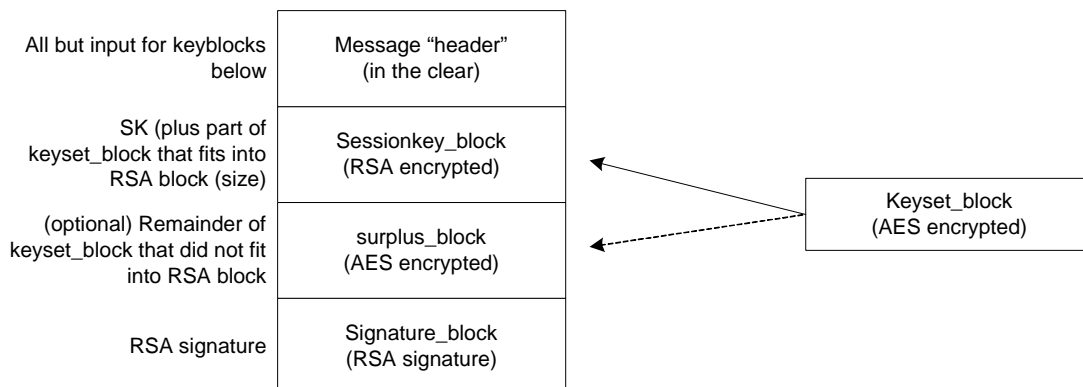 All but input for keyblocks
below
Message “header”
(in the clear)
SK (plus part of
keyset_block that fits into
RSA block (size)
Sessionkey_block
(RSA encrypted)
(optional) Remainder of
keyset_block that did not fit
into RSA block
surplus_block
(AES encrypted)
Keyset_block
(AES encrypted)
RSA signature
Signature_block
(RSA signature)